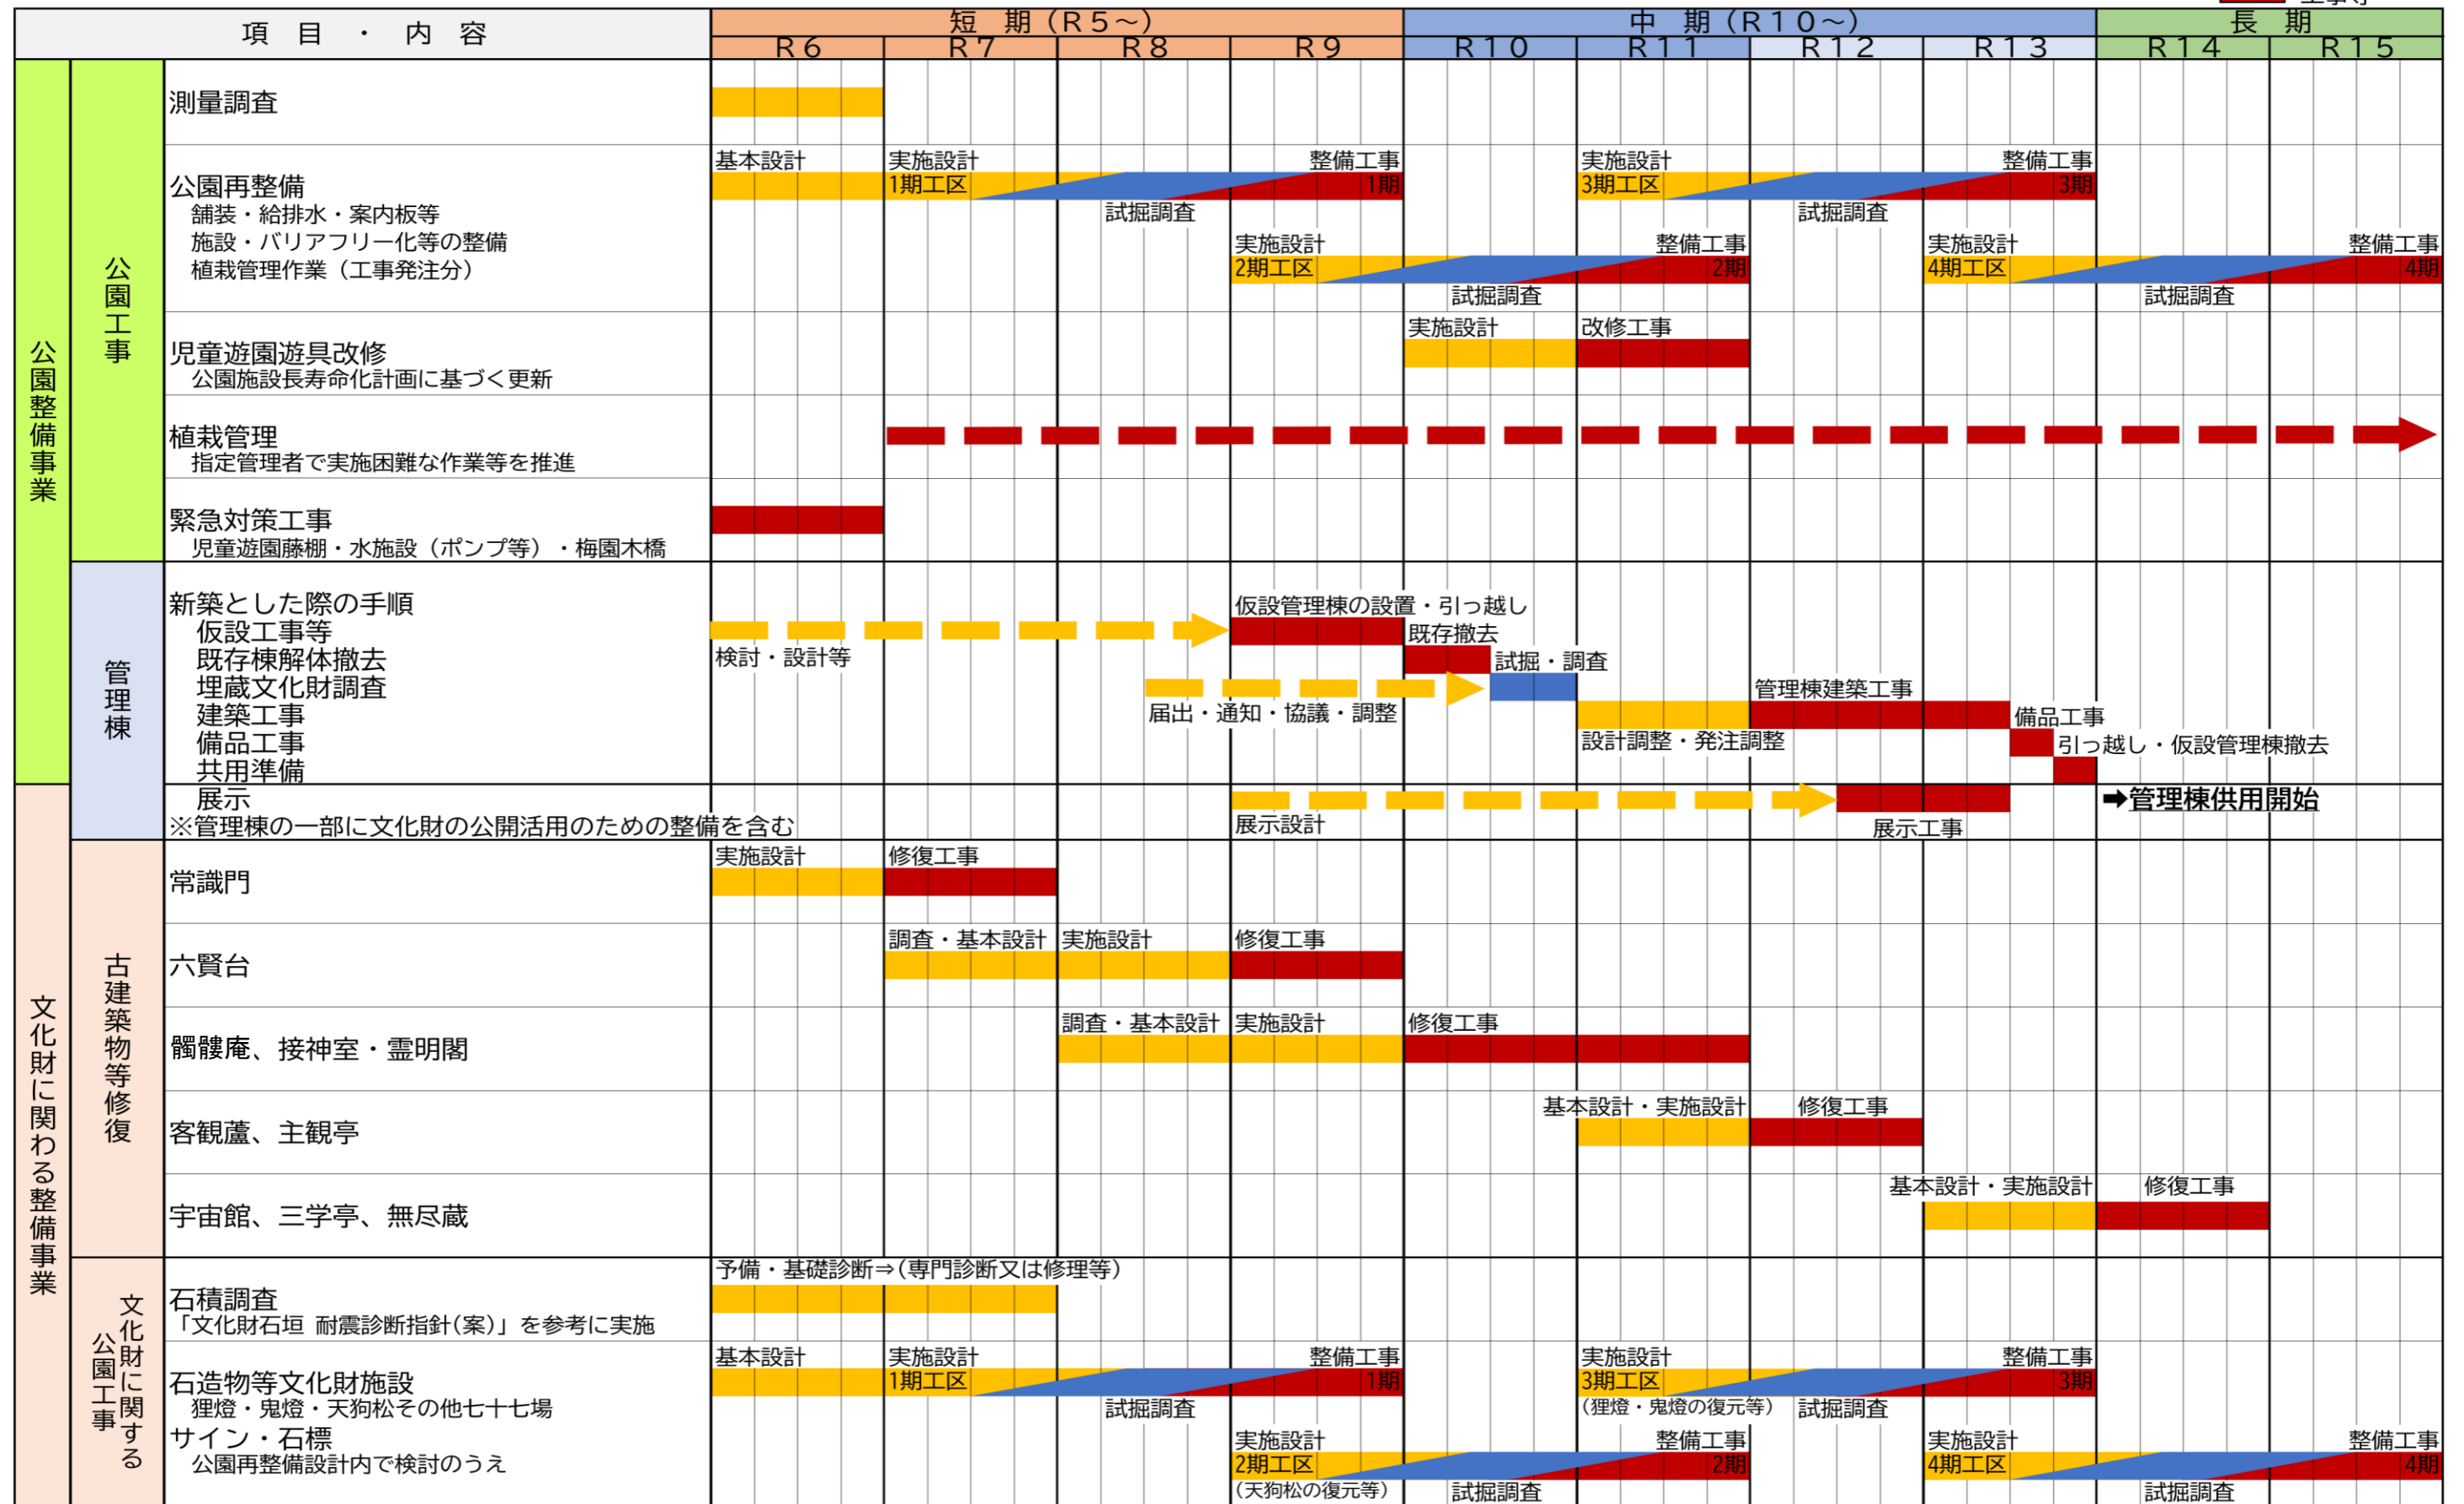 項 目 ・ 内 容
短 期（R５～）
中 期（R１０～）
長 期
R６
R７
R８
R９
R１０
R１１
R１２
R１３
R１４
R１５
公園整備事業
公園工事
測量調査
公園再整備
舗装・給排水・案内板等
施設・バリアフリー化等の整備
植栽管理作業（工事発注分）
基本設計
実施設計
1期工区
試掘調査
整備工事
1期
実施設計
3期工区
試掘調査
整備工事
3期
実施設計
2期工区
試掘調査
整備工事
2期
実施設計
4期工区
試掘調査
整備工事
4期
児童遊園遊具改修
公園施設長寿命化計画に基づく更新
実施設計
改修工事
植栽管理
指定管理者で実施困難な作業等を推進
緊急対策工事
児童遊園藤棚・水施設（ポンプ等）・梅園木橋
管理棟
新築とした際の手順
仮設工事等
既存棟解体撤去
埋蔵文化財調査
建築工事
備品工事
共用準備
検討・設計等
仮設管理棟の設置・引っ越し
既存撤去
試掘・調査
届出・通知・協議・調整
設計調整・発注調整
管理棟建築工事
備品工事
引っ越し・仮設管理棟撤去
展示
※管理棟の一部に文化財の公開活用のための整備を含む
展示設計
展示工事
➡管理棟供用開始
文化財に関わる整備事業
古建築物等修復
常識門
実施設計
修復工事
六賢台
調査・基本設計
実施設計
修復工事
髑髏庵、接神室・霊明閣
調査・基本設計
実施設計
修復工事
客観蘆、主観亭
基本設計・実施設計
修復工事
宇宙館、三学亭、無尽蔵
基本設計・実施設計
修復工事
文化財に関する
公園工事
石積調査
「文化財石垣 耐震診断指針(案)」を参考に実施
予備・基礎診断⇒(専門診断又は修理等)
石造物等文化財施設
狸燈・鬼燈・天狗松その他七十七場
サイン・石標
公園再整備設計内で検討のうえ
基本設計
実施設計
1期工区
試掘調査
整備工事
1期
実施設計
3期工区
(狸燈・鬼燈の復元等)
試掘調査
整備工事
3期
実施設計
2期工区
(天狗松の復元等)
試掘調査
整備工事
2期
実施設計
4期工区
試掘調査
整備工事
4期